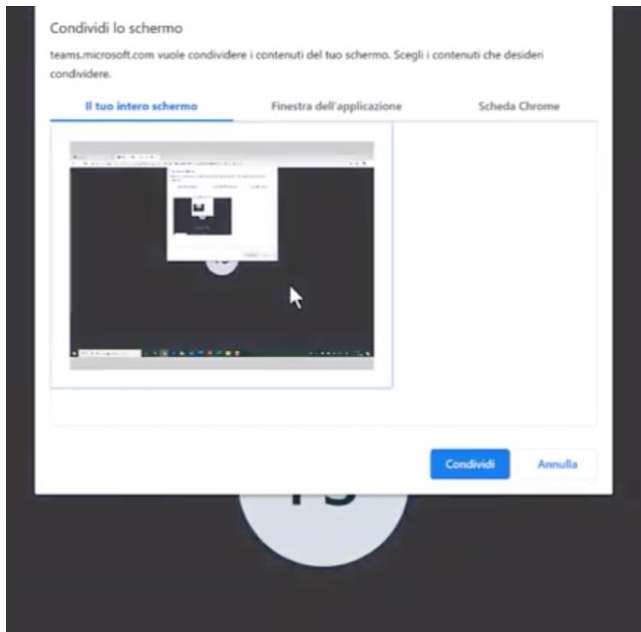 Condividi lo schermo
teams.microsoft.com vuole condividere i contenuti del tuo schermo. Scegli i contenuti che desideri
condividere.
Il tuo intero schermo Finestra dell'applicazione Scheda Chrome
Condividi Annulla